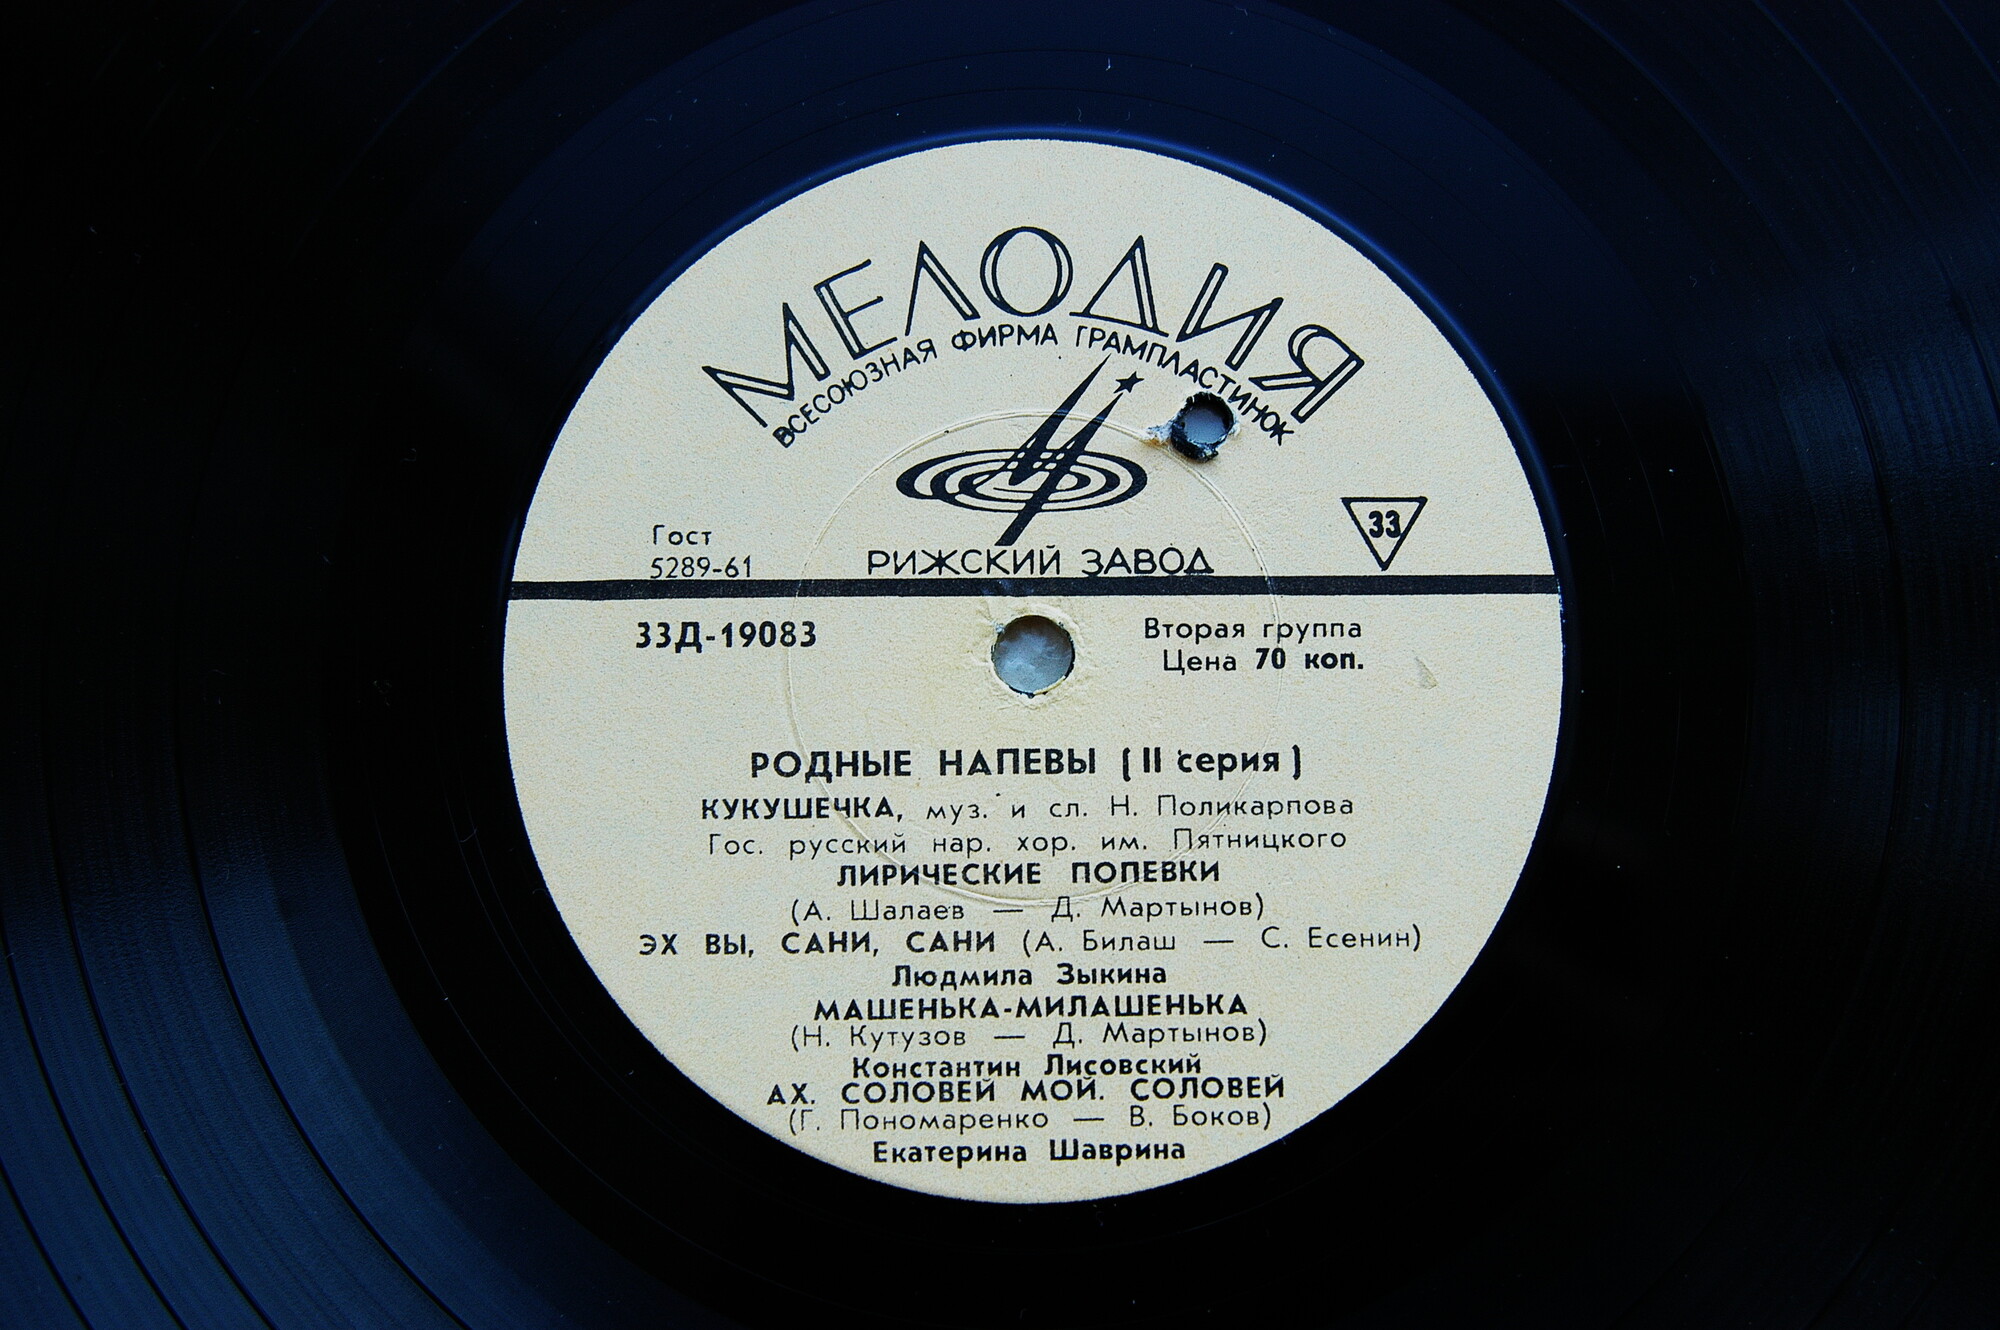 МЕЛОДИЯ
ВСЕСОЮЗНАЯ ФИРМА ГРАМПЛАСТИНОК
Гост
5289-61
РИЖСКИЙ ЗАВОД
33
33Д-19083
Вторая группа
Цена 70 коп.
РОДНЫЕ НАПЕВЫ (II серия)
КУКУШЕЧКА, муз. и сл. Н. Поликарпова
Гос. русский нар. хор. им. Пятницкого
ЛИРИЧЕСКИЕ ПОПЕВКИ
(А. Шалаев — Д. Мартынов)
ЭХ ВЫ, САНИ, САНИ (А. Билаш — С. Есенин)
Людмила Зыкина
МАШЕНЬКА-МИЛАШЕНЬКА
(Н. Кутузов — Д. Мартынов)
Константин Лисовский
АХ. СОЛОВЕЙ МОЙ. СОЛОВЕЙ
(Г. Пономаренко — В. Боков)
Екатерина Шаврина